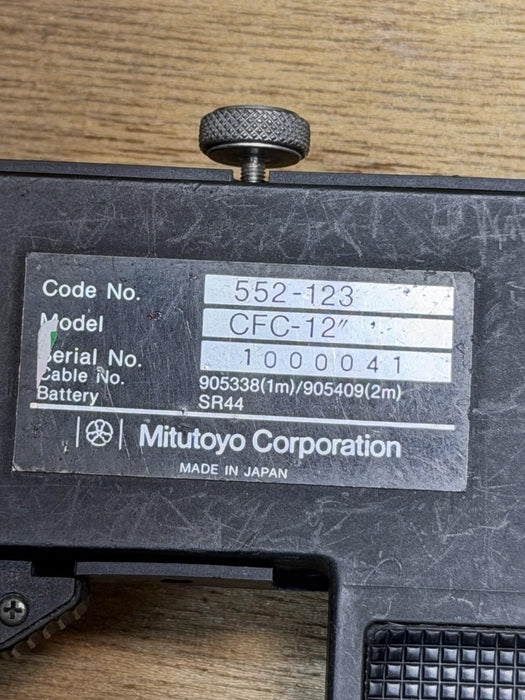 Code No. 552-123
Model CFC-12"
Serial No. 1000041
Cable No. 905338(1m)/905409(2m)
Battery SR44
Mitutoyo Corporation
MADE IN JAPAN